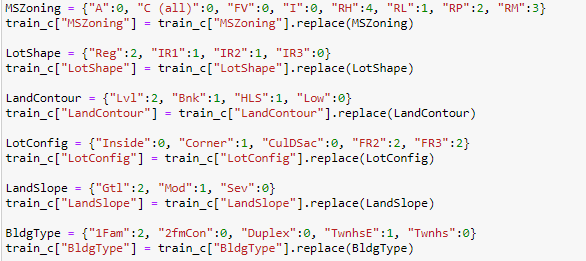 MSZoning = {"A":0, "C (all)":0, "FV":0, "I":0, "RH":4, "RL":1, "RP":2, "RM":3}
train_c["MSZoning"] = train_c["MSZoning"].replace(MSZoning)
LotShape = {"Reg":2, "IR1":1, "IR2":1, "IR3":0}
train_c["LotShape"] = train_c["LotShape"].replace(LotShape)
LandContour = {"Lvl":2, "Bnk":1, "HLS":1, "Low":0}
train_c["LandContour"] = train_c["LandContour"].replace(LandContour)
LotConfig = {"Inside":0, "Corner":1, "CulDSac":0, "FR2":2, "FR3":2}
train_c["LotConfig"] = train_c["LotConfig"].replace(LotConfig)
LandSlope = {"Gtl":2, "Mod":1, "Sev":0}
train_c["LandSlope"] = train_c["LandSlope"].replace(LandSlope)
BldgType = {"1Fam":2, "2fmCon":0, "Duplex":0, "TwnhsE":1, "Twnhs":0}
train_c["BldgType"] = train_c["BldgType"].replace(BldgType)